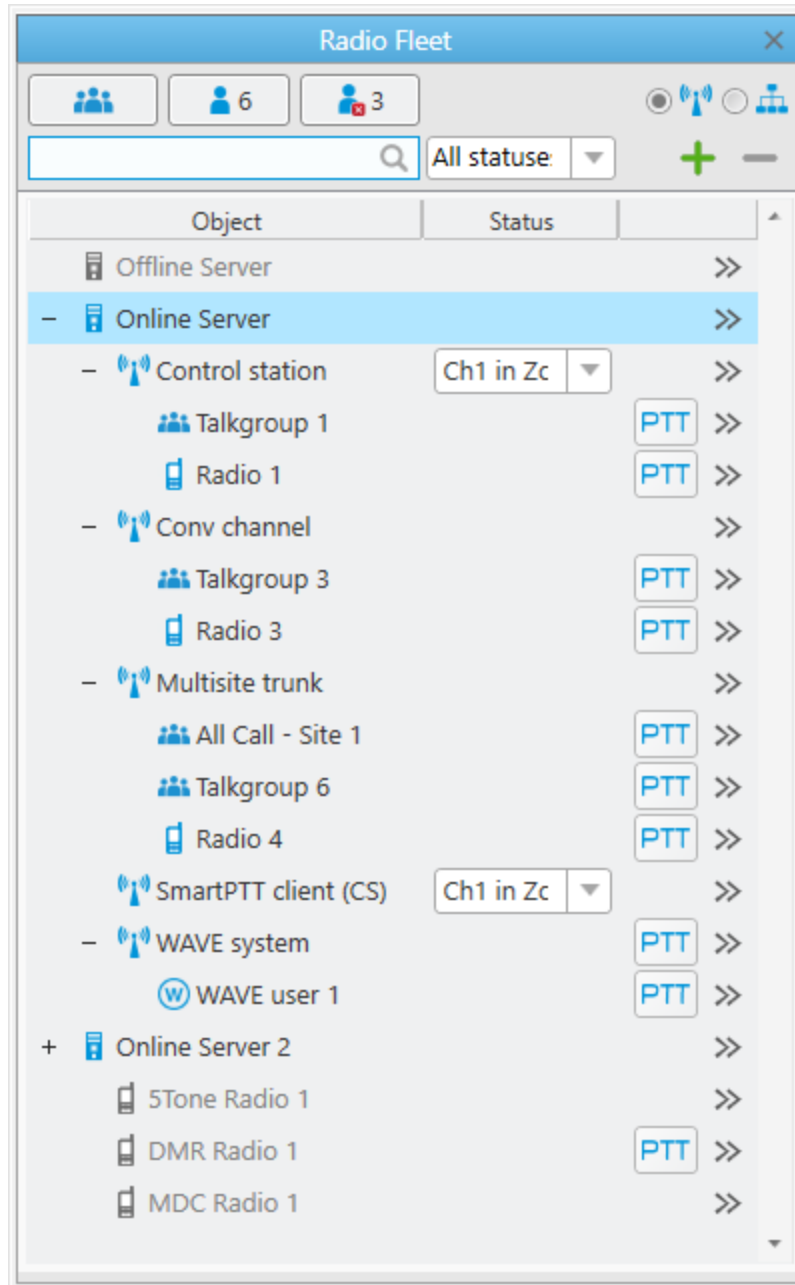 Radio Fleet
6 3
All statuse:
Object Status
Offline Server
Online Server
Control station Ch1 in Zc
Talkgroup 1 PTT
Radio 1 PTT
Conv channel
Talkgroup 3 PTT
Radio 3 PTT
Multisite trunk
All Call - Site 1 PTT
Talkgroup 6 PTT
Radio 4 PTT
SmartPTT client (CS) Ch1 in Zc
WAVE system PTT
W WAVE user 1 PTT
Online Server 2
5Tone Radio 1
DMR Radio 1 PTT
MDC Radio 1